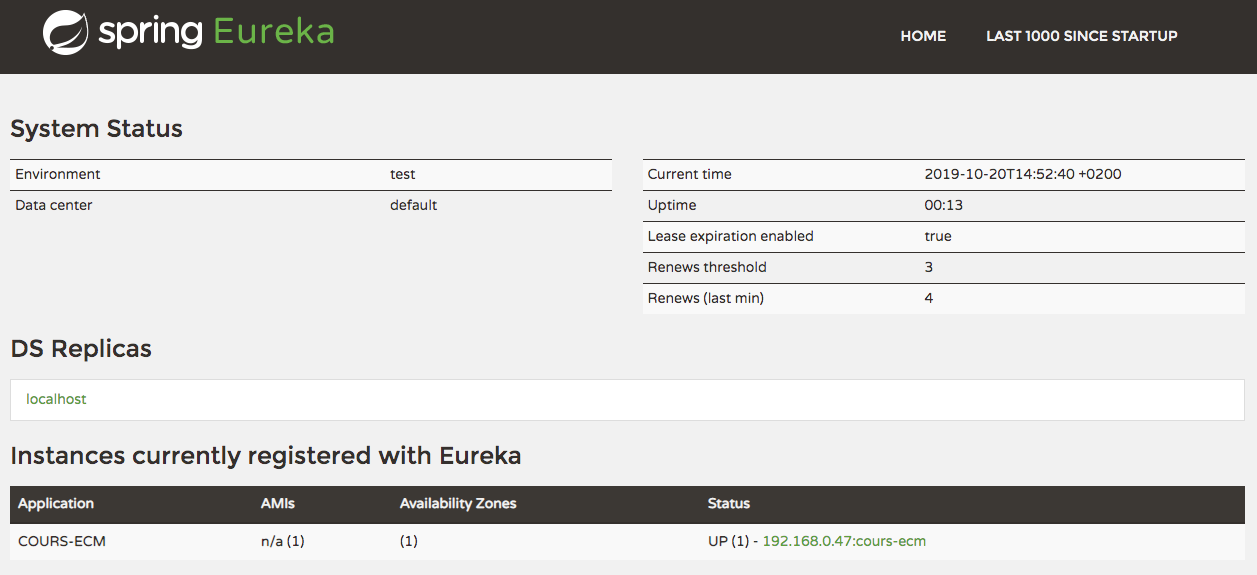 spring Eureka
HOME LAST 1000 SINCE STARTUP
System Status
Environment test
Data center default
Current time 2019-10-20T14:52:40 +0200
Uptime 00:13
Lease expiration enabled true
Renews threshold 3
Renews (last min) 4
DS Replicas
localhost
Instances currently registered with Eureka
Application AMIs Availability Zones Status
COURS-ECM n/a (1) (1) UP (1) - 192.168.0.47:cours-ecm